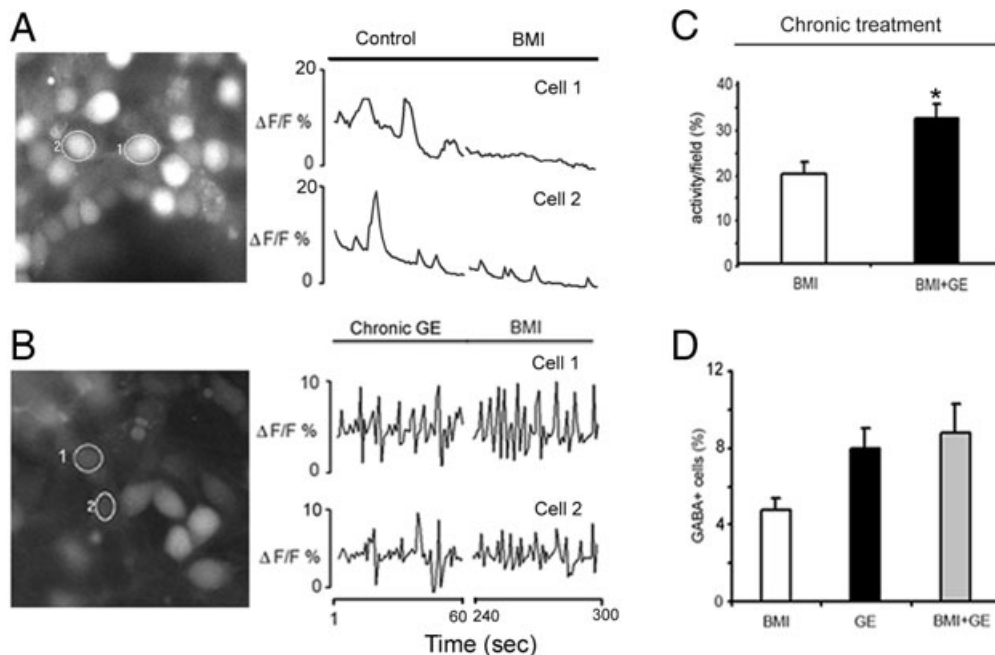 A
Control BMI
20
Cell 1
ΔF/F %
0
20
Cell 2
ΔF/F %
0
2 1
B
Chronic GE BMI
10
Cell 1
ΔF/F %
0
10
Cell 2
ΔF/F %
0
1 60 240 300
Time (sec)
1
2
C
Chronic treatment
40
30
20
10
0
activity/field (%)
*
BMI BMI+GE
D
12
8
4
0
GABA+ cells (%)
BMI GE BMI+GE